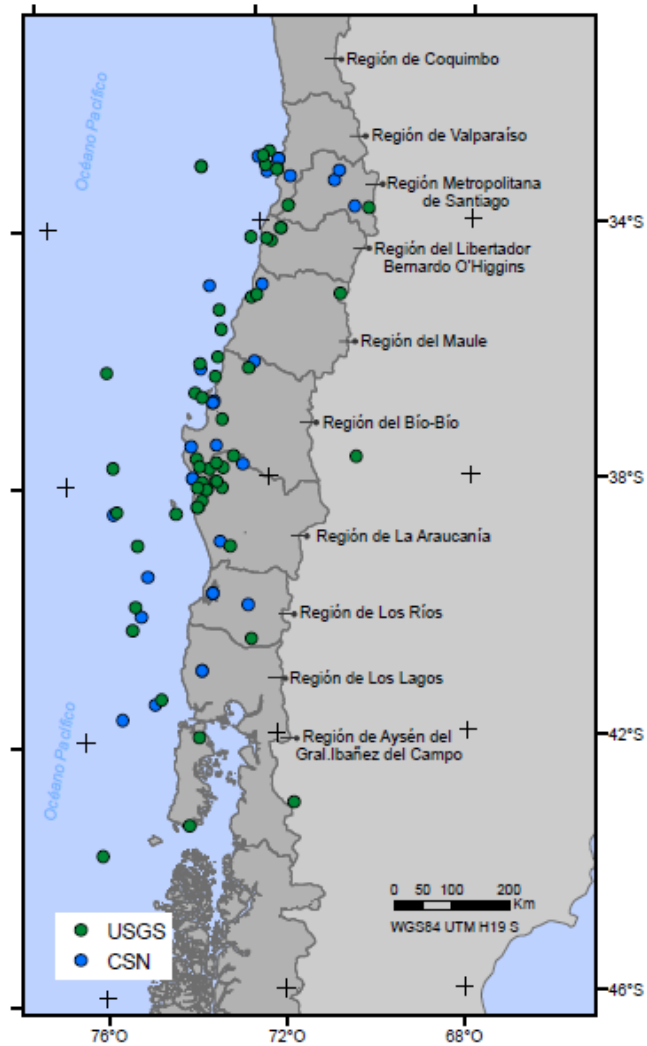 Océano Pacífico
Región de Coquimbo
Región de Valparaíso
Región Metropolitana
de Santiago
34°S
Región del Libertador
Bernardo O'Higgins
Región del Maule
Región del Bío-Bío
38°S
Región de La Araucanía
Región de Los Ríos
Región de Los Lagos
Océano Pacífico
Región de Aysén del
Gral.Ibañez del Campo
42°S
0 50 100 200
Km
WGS84 UTM H19 S
USGS
CSN
46°S
76°O 72°O 68°O